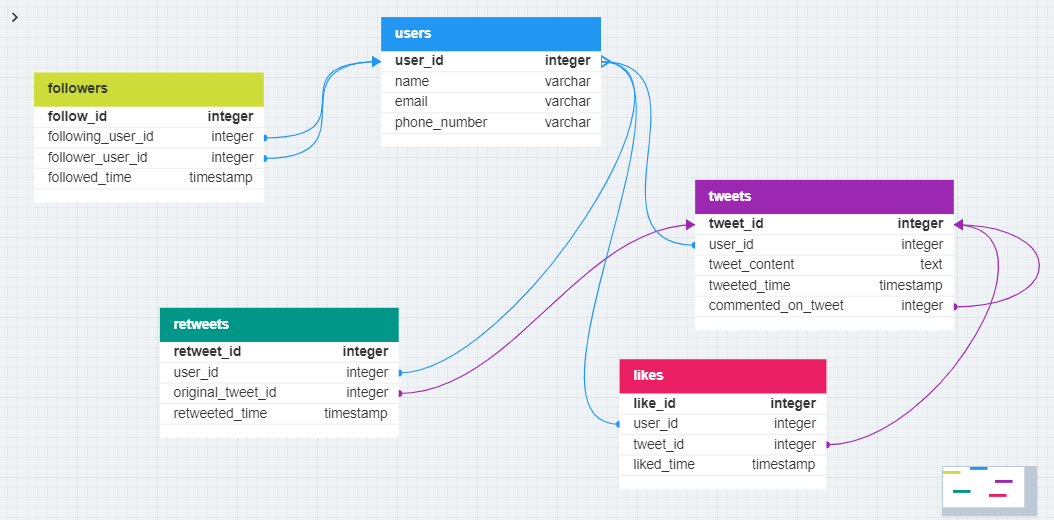 users
user_id integer
name varchar
email varchar
phone_number varchar
followers
follow_id integer
following_user_id integer
follower_user_id integer
followed_time timestamp
tweets
tweet_id integer
user_id integer
tweet_content text
tweeted_time timestamp
commented_on_tweet integer
retweets
retweet_id integer
user_id integer
original_tweet_id integer
retweeted_time timestamp
likes
like_id integer
user_id integer
tweet_id integer
liked_time timestamp